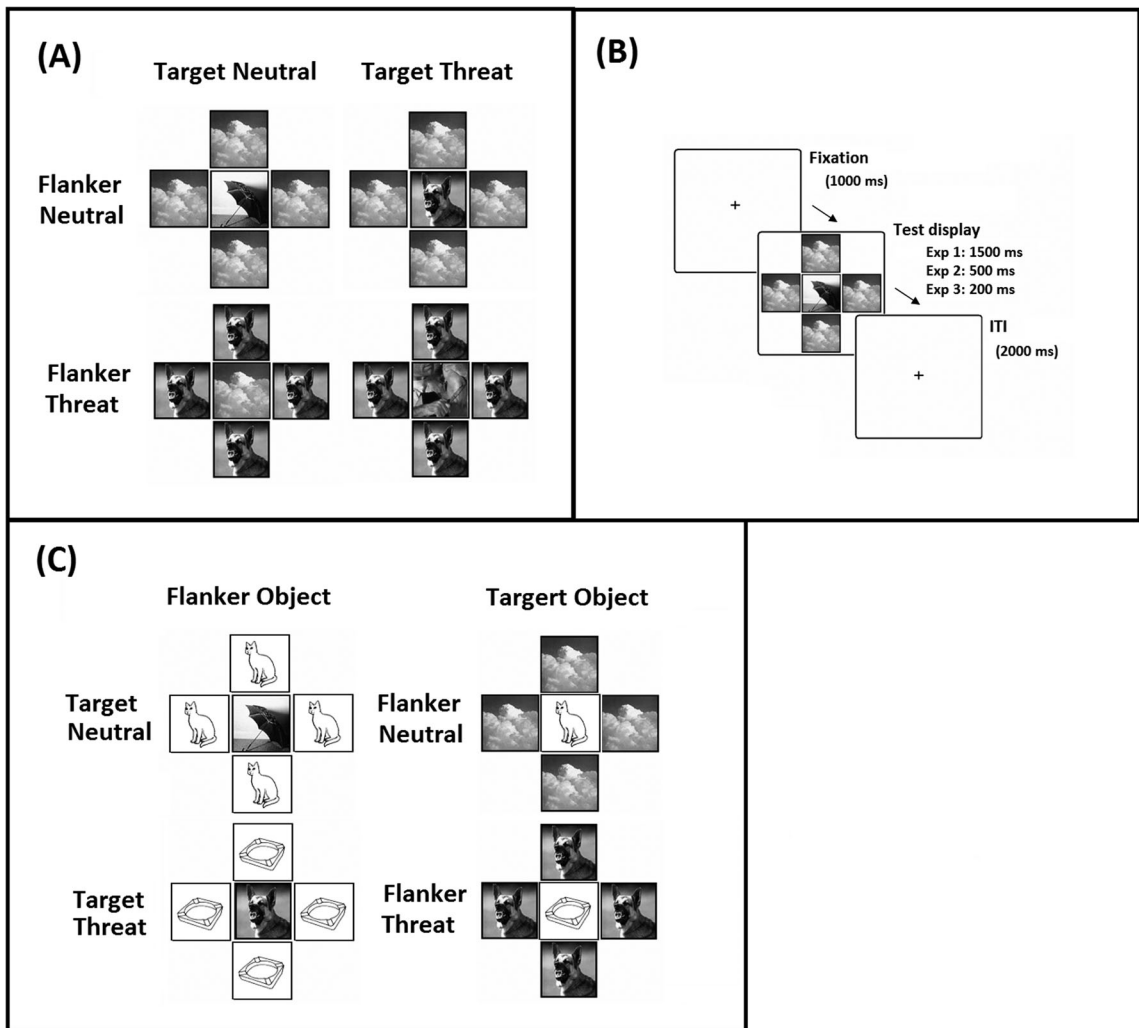 (A)
Target Neutral
Target Threat
Flanker
Neutral
Flanker
Threat
(B)
Fixation
(1000 ms)
Test display
Exp 1: 1500 ms
Exp 2: 500 ms
Exp 3: 200 ms
ITI
(2000 ms)
(C)
Flanker Object
Targert Object
Target
Neutral
Flanker
Neutral
Target
Threat
Flanker
Threat